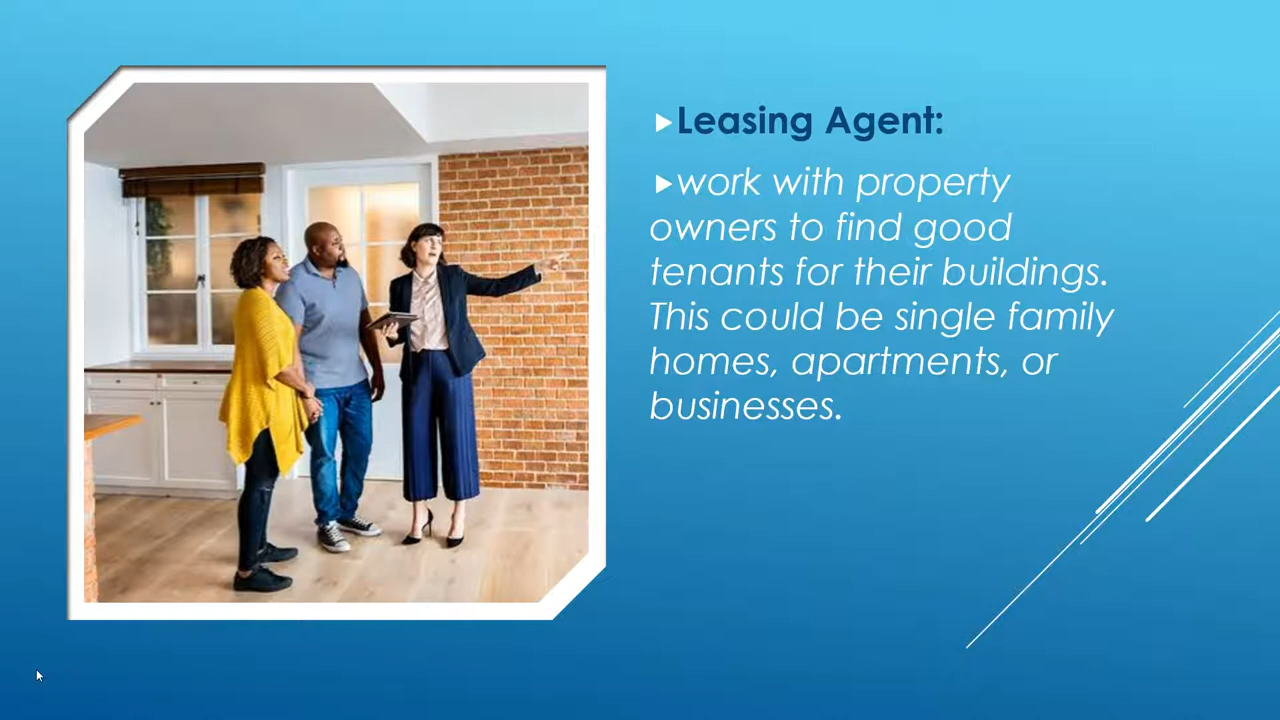 Leasing Agent:
work with property
owners to find good
tenants for their buildings.
This could be single family
homes, apartments, or
businesses.